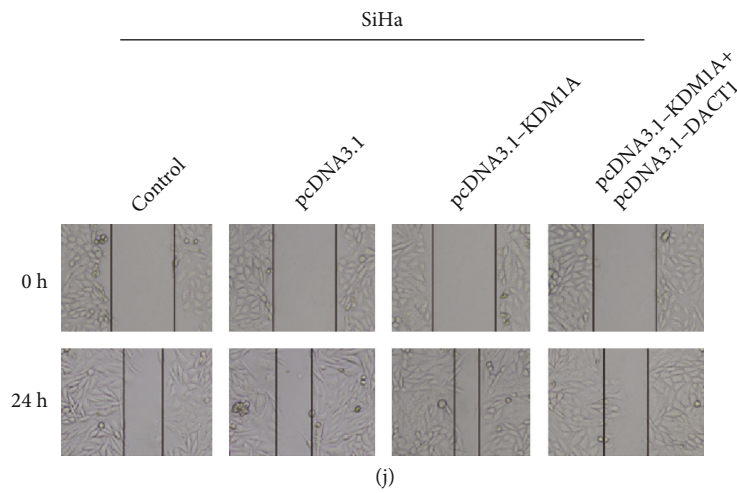 SiHa
Control
pcDNA3.1
pcDNA3.1–KDM1A
pcDNA3.1–KDM1A+
pcDNA3.1–DACT1
0 h
24 h
(j)